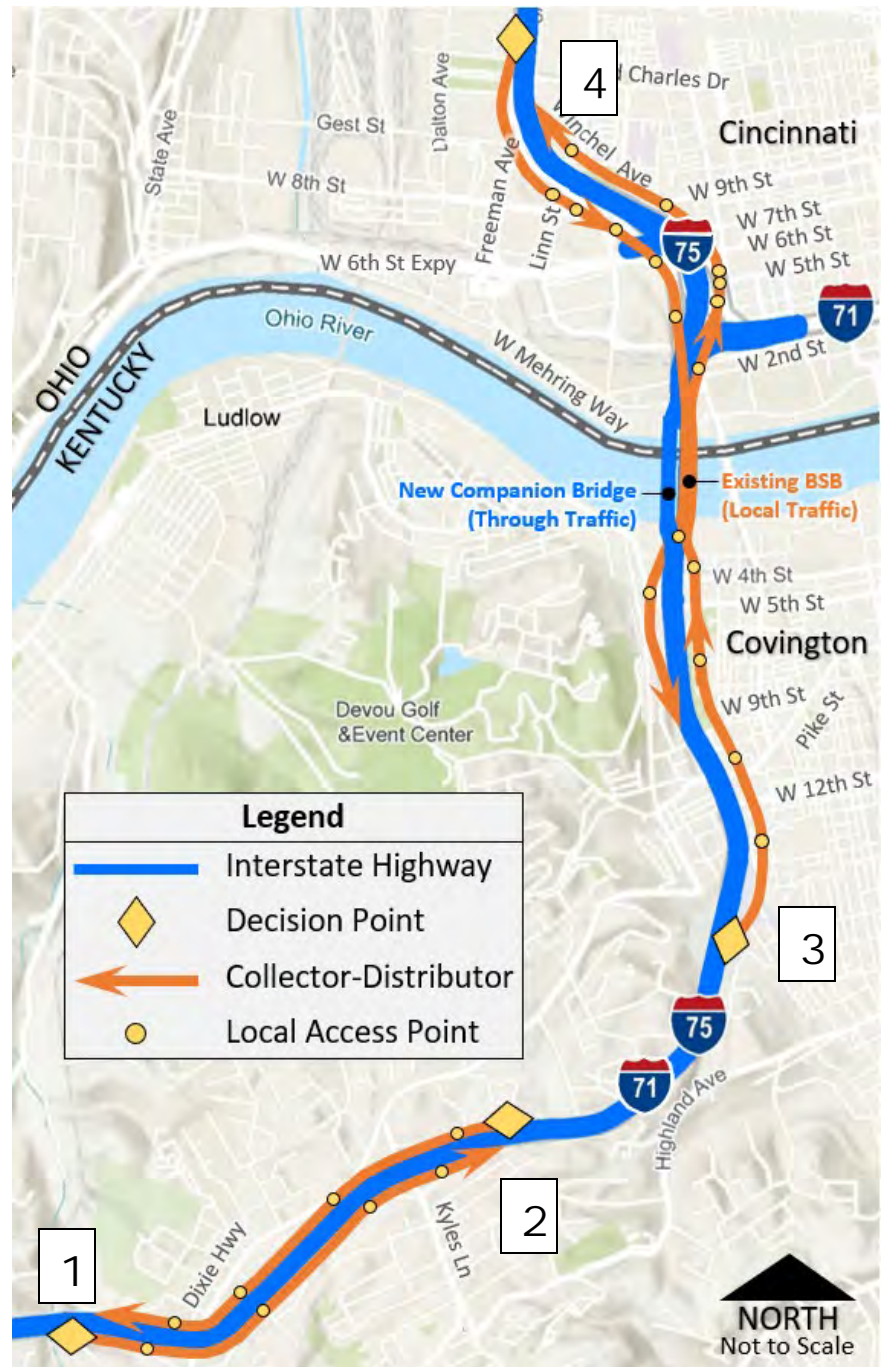 4
d Charles Dr
Dalton Ave
Winchel Ave
Cincinnati
State Ave
Gest St
W 8th St
Freeman Ave
Linn St
W 9th St
W 7th St
W 6th St
W 5th St
75
71
W 6th St Expy
W 2nd St
Ohio River
W Mehring Way
OHIO
KENTUCKY
Ludlow
New Companion Bridge
(Through Traffic)
Existing BSB
(Local Traffic)
W 4th St
W 5th St
Covington
W 9th St
Pike St
Devou Golf
&Event Center
W 12th St
Legend
Interstate Highway
Decision Point
Collector-Distributor
Local Access Point
3
75
71
Highland Ave
2
Kyles Ln
1
Dixie Hwy
NORTH
Not to Scale